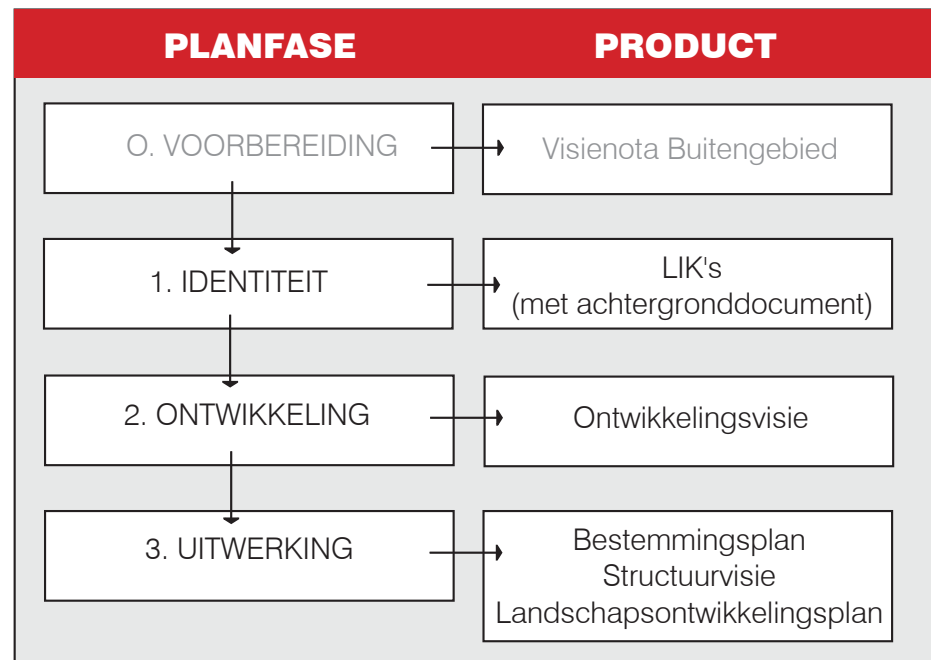 PLANFASE
PRODUCT
O. VOORBEREIDING
Visienota Buitengebied
1. IDENTITEIT
LIK's
(met achtergronddocument)
2. ONTWIKKELING
Ontwikkelingsvisie
3. UITWERKING
Bestemmingsplan
Structuurvisie
Landschapsontwikkelingsplan